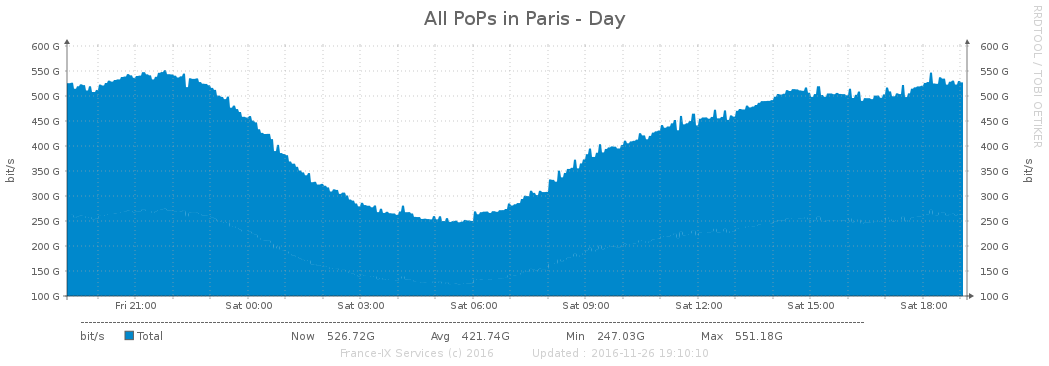 All PoPs in Paris - Day
RRDTOOL / TOBI OETIKER
600 G 600 G
550 G 550 G
500 G 500 G
450 G 450 G
400 G 400 G
350 G 350 G
300 G 300 G
250 G 250 G
200 G 200 G
150 G 150 G
100 G 100 G
bit/s
bit/s
Fri 21:00 Sat 00:00 Sat 03:00 Sat 06:00 Sat 09:00 Sat 12:00 Sat 15:00 Sat 18:00
bit/s Total Now 526.72G Avg 421.74G Min 247.03G Max 551.18G
France-IX Services (c) 2016 Updated : 2016-11-26 19:10:10